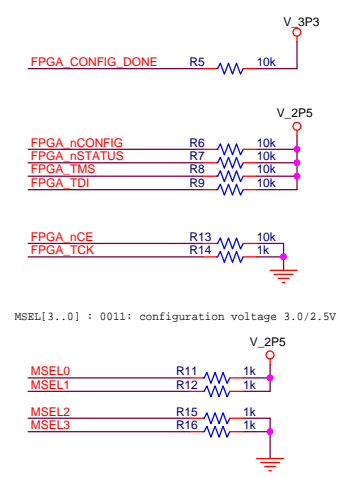 V_3P3
FPGA_CONFIG_DONE R5 10k
V_2P5
FPGA_nCONFIG R6 10k
FPGA_nSTATUS R7 10k
FPGA_TMS R8 10k
FPGA_TDI R9 10k
FPGA_nCE R13 10k
FPGA_TCK R14 1k
MSEL[3..0] : 0011: configuration voltage 3.0/2.5V
V_2P5
MSEL0 R11 1k
MSEL1 R12 1k
MSEL2 R15 1k
MSEL3 R16 1k